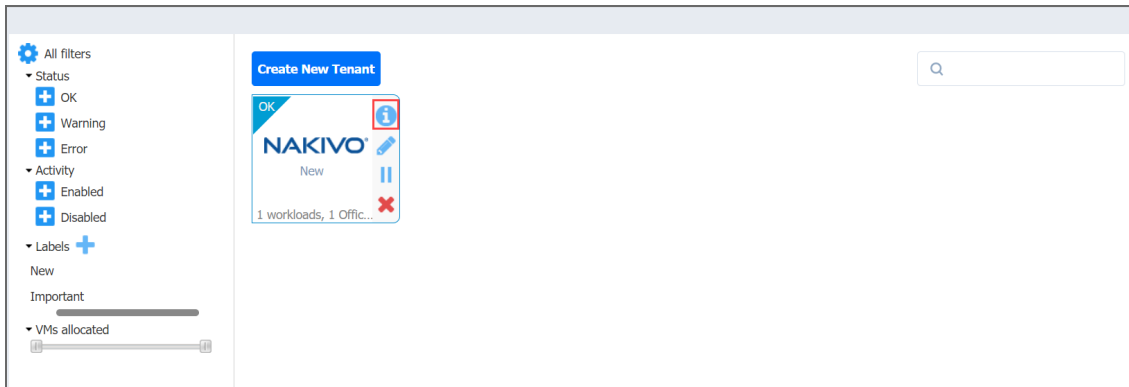 All filters
Status
OK
Warning
Error
Activity
Enabled
Disabled
Labels
New
Important
VMs allocated
Create New Tenant
OK
NAKIVO®
New
1 workloads, 1 Offic...